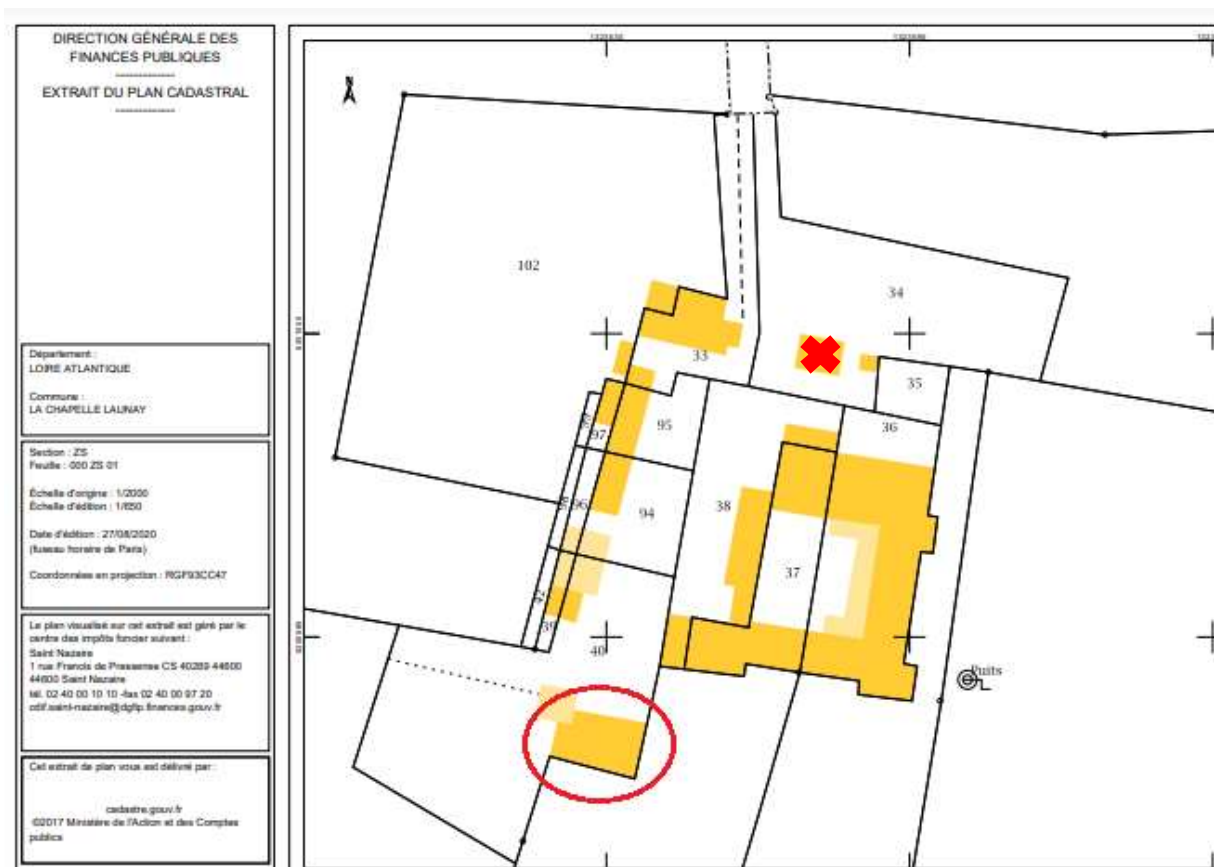 DIRECTION GÉNÉRALE DES
FINANCES PUBLIQUES
EXTRAIT DU PLAN CADASTRAL
Département :
LOIRE ATLANTIQUE
Commune :
LA CHAPELLE LAUNAY
Section : ZS
Feuille : 000 ZS 01
Échelle d'origine : 1/2000
Échelle d'édition : 1/650
Date d'édition : 27/08/2020
(fuseau horaire de Paris)
Coordonnées en projection : RGF93CC47
Le plan visualisé sur cet extrait est géré par le
centre des impôts foncier suivant :
Saint Nazaire
1 rue Francis de Pressense CS 40289 44600
44600 Saint Nazaire
tél. 02 40 00 10 10 -fax 02 40 00 97 20
cdif.saint-nazaire@dgfip.finances.gouv.fr
Cet extrait de plan vous est délivré par :
cadastre.gouv.fr
©2017 Ministère de l'Action et des Comptes
publics
N
102
34
33
35
36
95
97
96
94
38
37
42
39
40
Puits